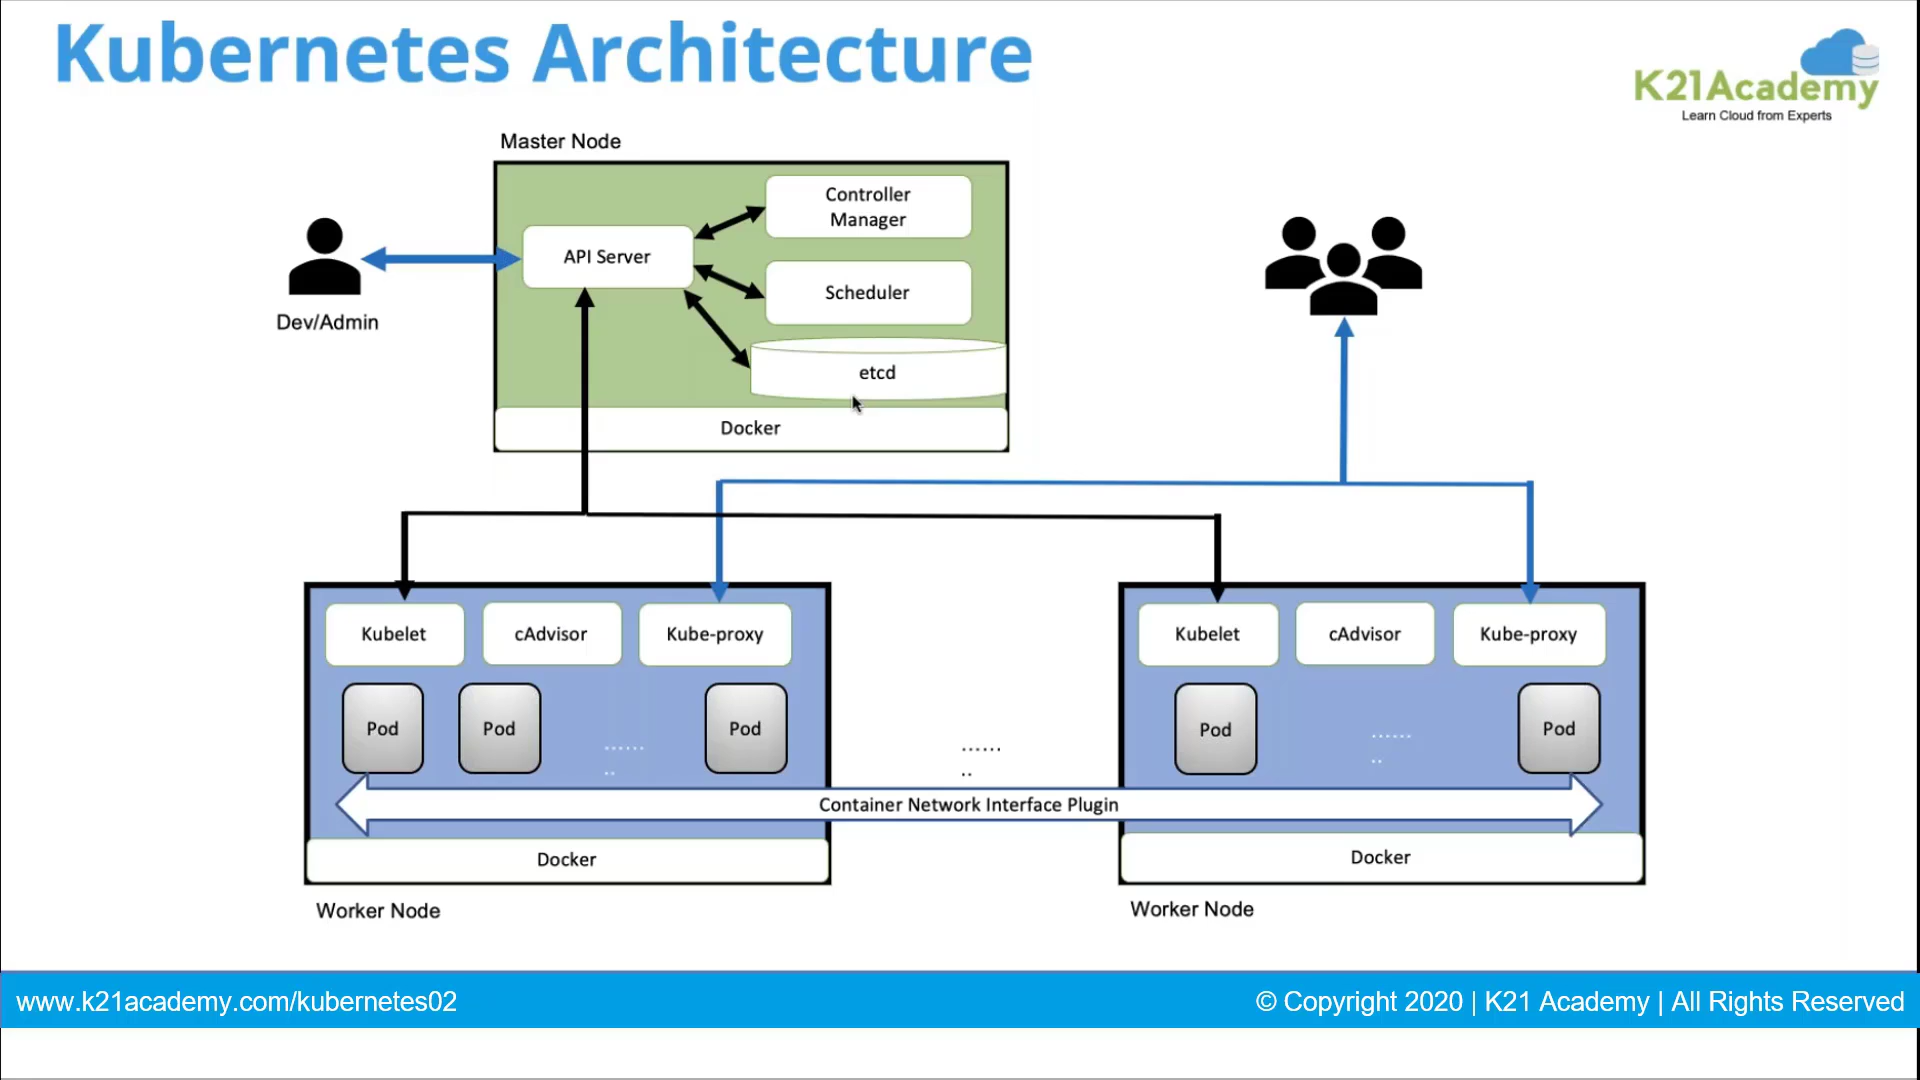 Kubernetes Architecture
K21Academy
Learn Cloud from Experts
Master Node
Controller
Manager
API Server
Scheduler
etcd
Docker
Dev/Admin
Kubelet
cAdvisor
Kube-proxy
Pod
Pod
......
..
Pod
Docker
Worker Node
......
..
Container Network Interface Plugin
Kubelet
cAdvisor
Kube-proxy
Pod
......
..
Pod
Docker
Worker Node
www.k21academy.com/kubernetes02
© Copyright 2020 | K21 Academy | All Rights Reserved